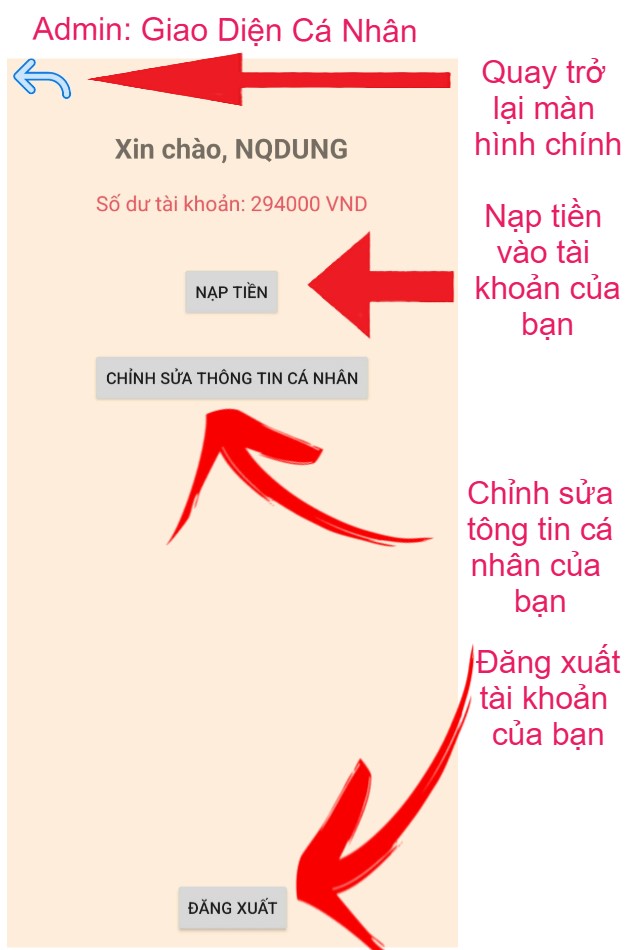 Admin: Giao Diện Cá Nhân
Quay trở
lại màn
hình chính
Xin chào, NQDUNG
Số dư tài khoản: 294000 VND
Nạp tiền
vào tài
khoản của
bạn
NẠP TIỀN
CHỈNH SỬA THÔNG TIN CÁ NHÂN
Chỉnh sửa
tông tin cá
nhân của
bạn
Đăng xuất
tài khoản
của bạn
ĐĂNG XUẤT